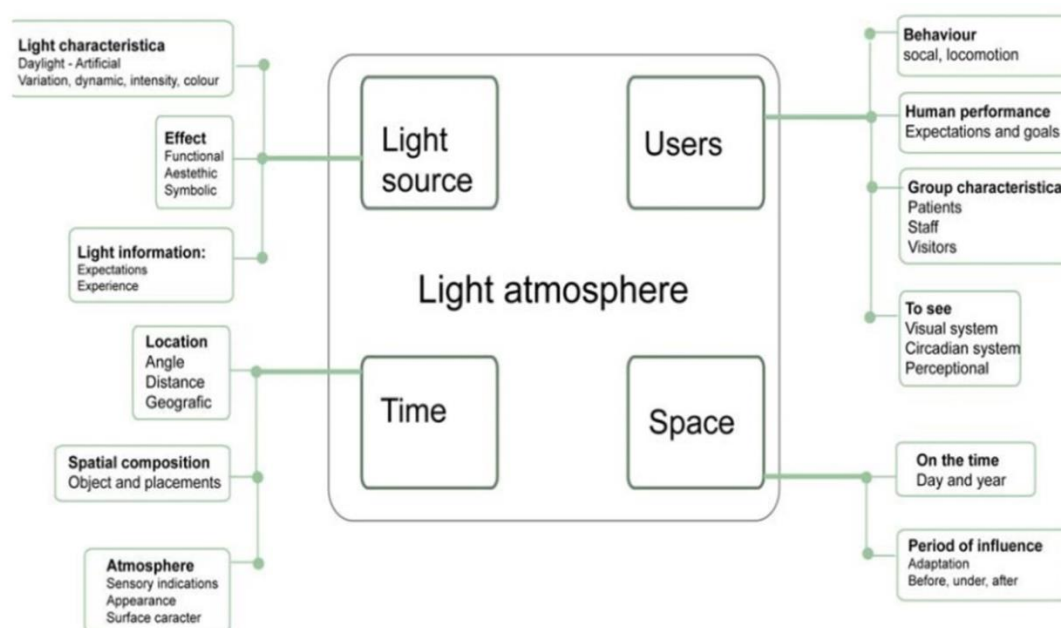 Light characteristica
Daylight - Artificial
Variation, dynamic, intensity, colour
Effect
Functional
Aestethic
Symbolic
Light information:
Expectations
Experience
Location
Angle
Distance
Geografic
Spatial composition
Object and placements
Atmosphere
Sensory indications
Appearance
Surface caracter
Light
source
Users
Light atmosphere
Time
Space
Behaviour
socal, locomotion
Human performance
Expectations and goals
Group characteristica
Patients
Staff
Visitors
To see
Visual system
Circadian system
Perceptional
On the time
Day and year
Period of influence
Adaptation
Before, under, after